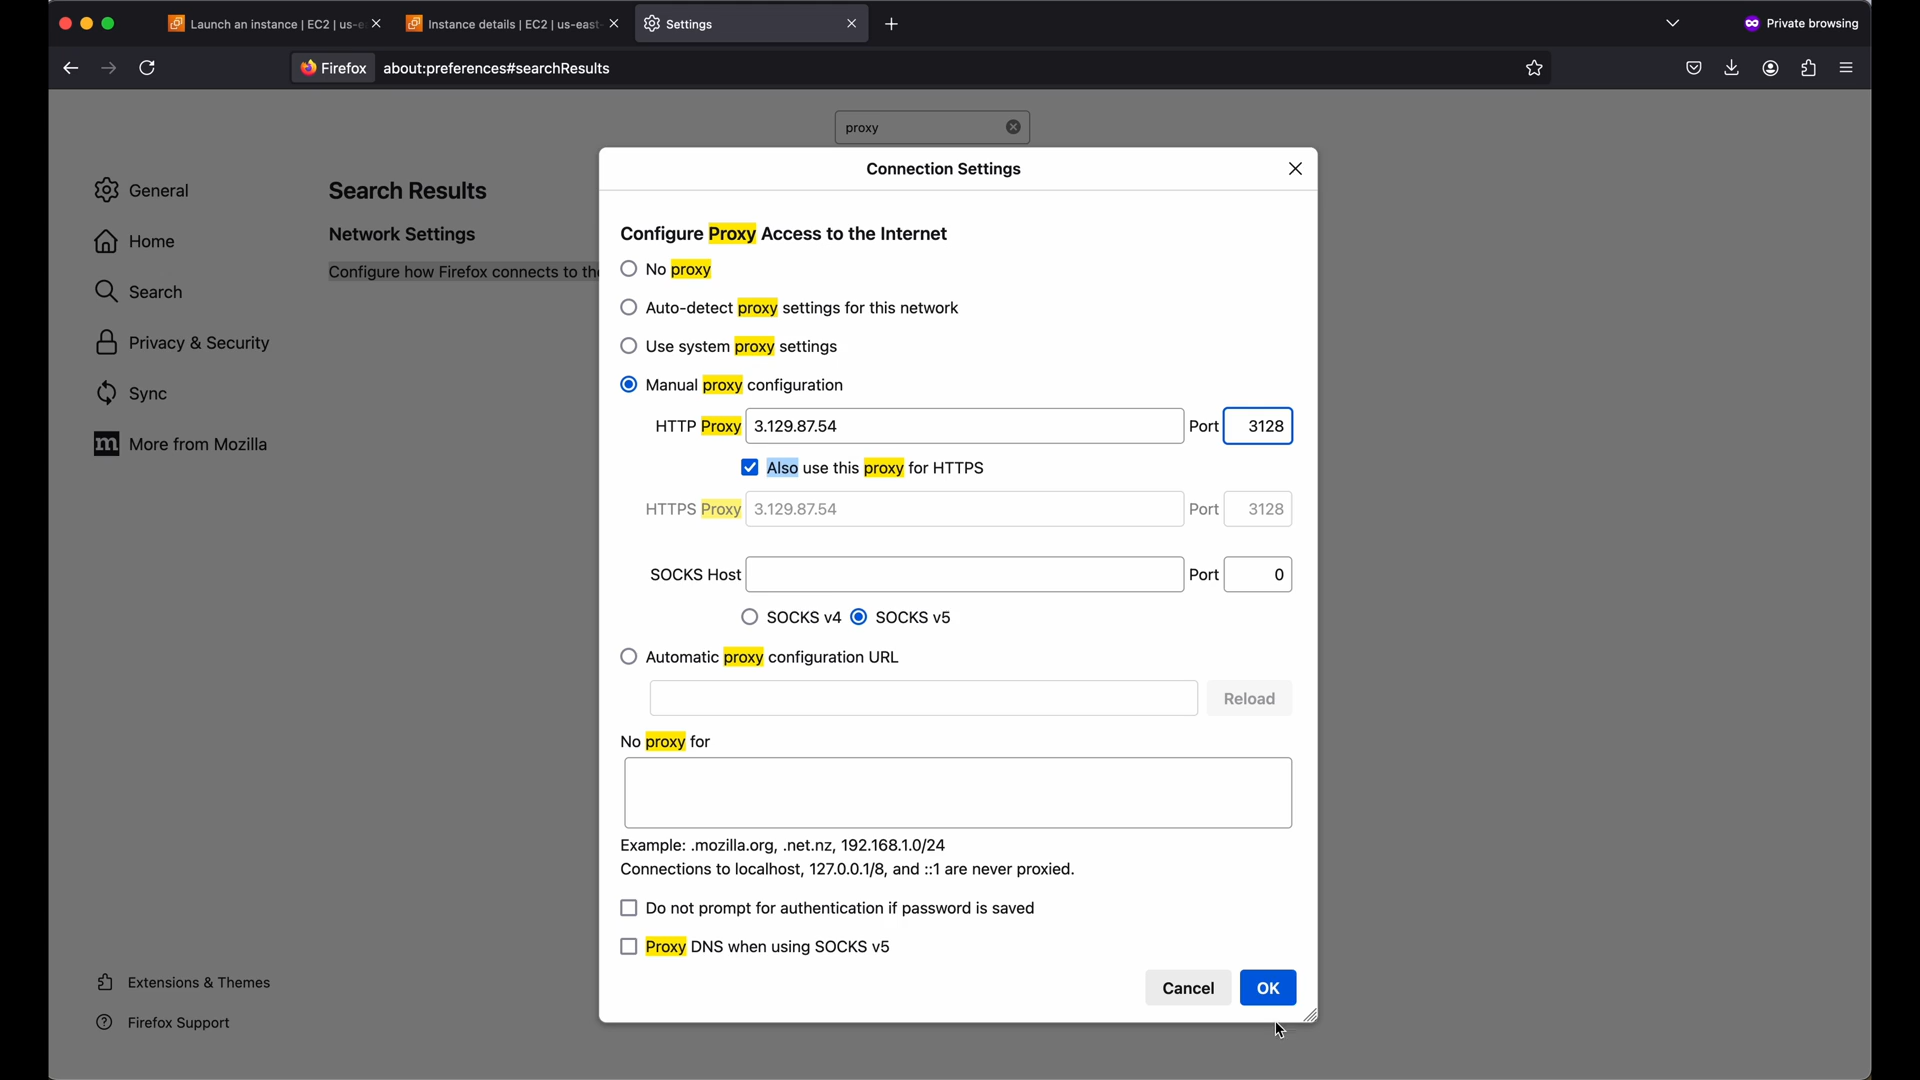 Launch an instance | EC2 | us-e
Instance details | EC2 | us-east-
Settings
Private browsing
Firefox
about:preferences#searchResults
proxy
General
Home
Search
Privacy & Security
Sync
m More from Mozilla
Extensions & Themes
Firefox Support
Search Results
Network Settings
Configure how Firefox connects to the
Connection Settings
Configure Proxy Access to the Internet
No proxy
Auto-detect proxy settings for this network
Use system proxy settings
Manual proxy configuration
HTTP Proxy 3.129.87.54 Port 3128
Also use this proxy for HTTPS
HTTPS Proxy 3.129.87.54 Port 3128
SOCKS Host Port 0
SOCKS v4 SOCKS v5
Automatic proxy configuration URL
Reload
No proxy for
Example: .mozilla.org, .net.nz, 192.168.1.0/24
Connections to localhost, 127.0.0.1/8, and ::1 are never proxied.
Do not prompt for authentication if password is saved
Proxy DNS when using SOCKS v5
Cancel OK